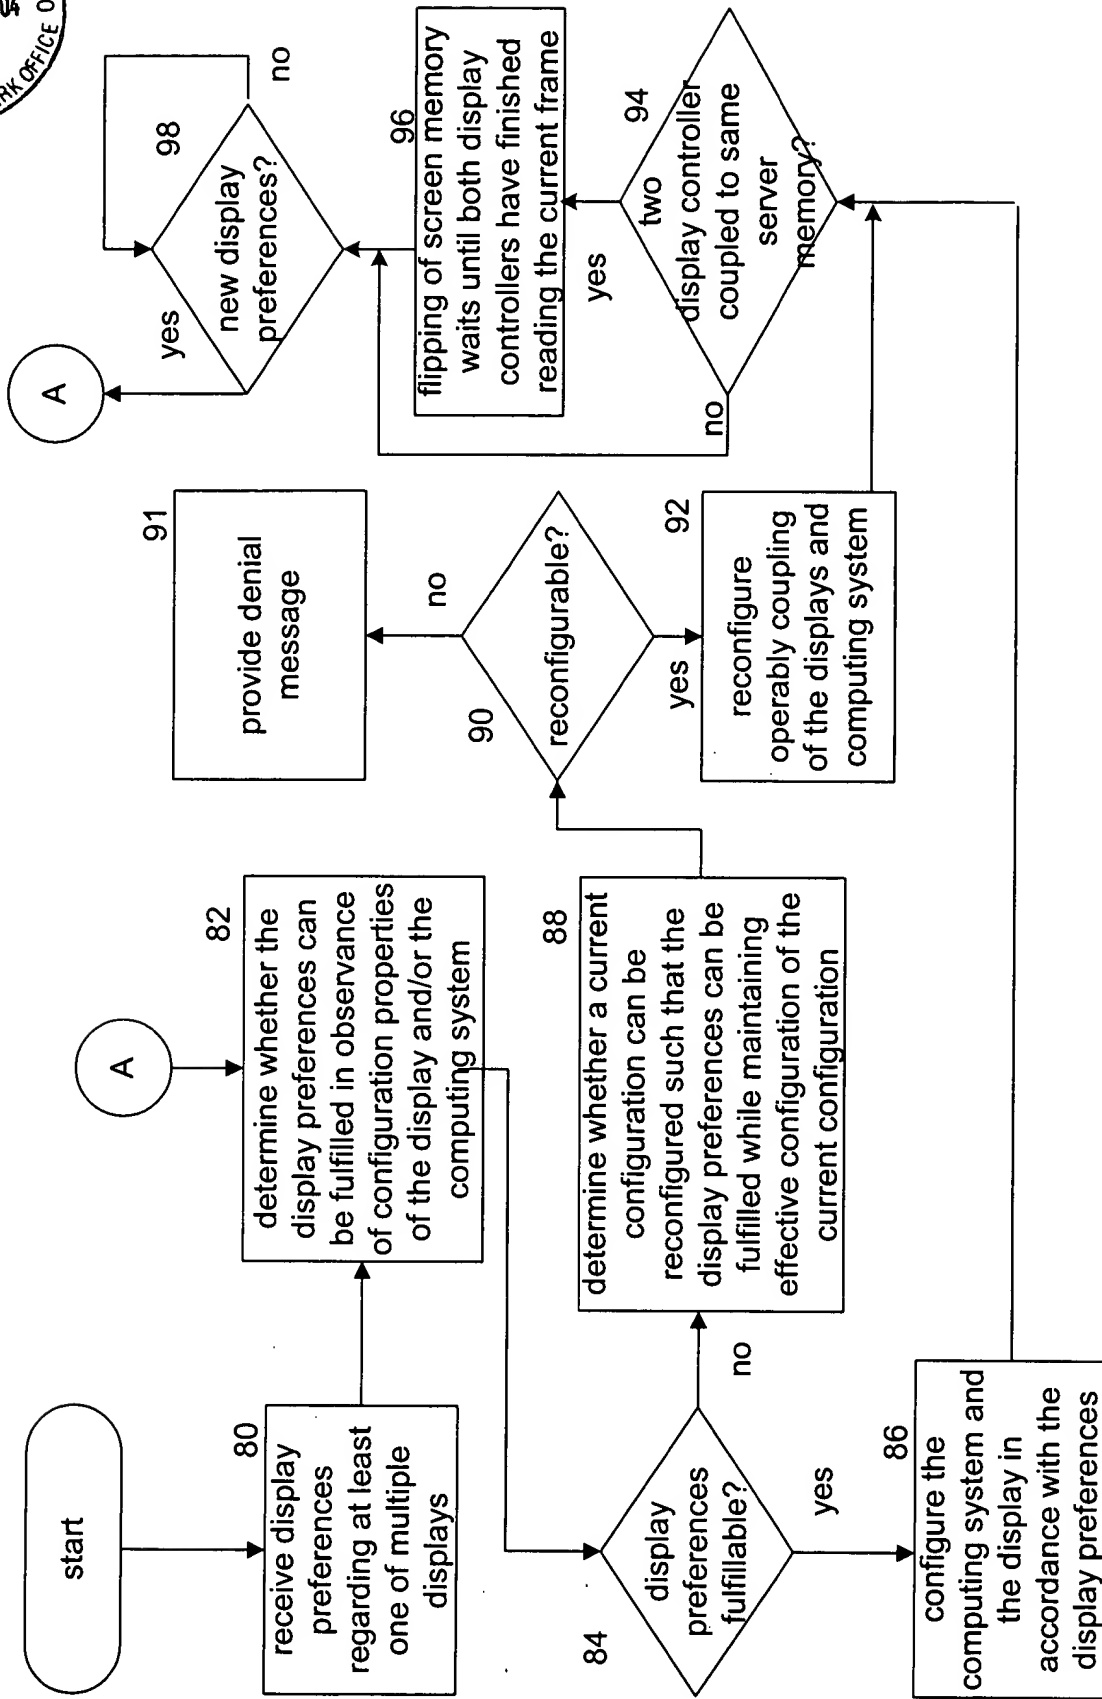 start
80
receive display
preferences
regarding at least
one of multiple
displays
A
82
determine whether the
display preferences can
be fulfilled in observance
of configuration properties
of the display and/or the
computing system
84
display
preferences
fulfillable?
yes
no
86
configure the
computing system and
the display in
accordance with the
display preferences
88
determine whether a current
configuration can be
reconfigured such that the
display preferences can be
fulfilled while maintaining
effective configuration of the
current configuration
90
reconfigurable?
no
yes
91
provide denial
message
92
reconfigure
operably coupling
of the displays and
computing system
94
two
display controller
coupled to same
server
memory?
yes
no
96
flipping of screen memory
waits until both display
controllers have finished
reading the current frame
98
new display
preferences?
no
yes
A
OFFICE